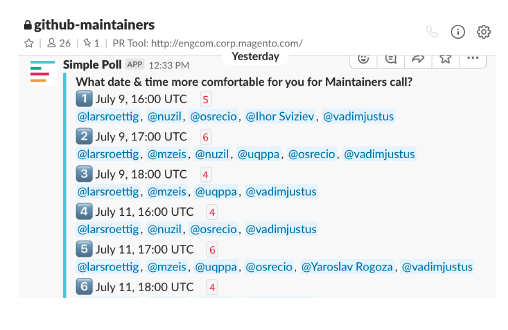 github-maintainers
26 | 1 | PR Tool: http://engcom.corp.magento.com/
Yesterday
Simple Poll APP 12:33 PM
What date & time more comfortable for you for Maintainers call?
1 July 9, 16:00 UTC 5
@larsroettig, @nuzil, @osrecio, @Ihor Sviziev, @vadimjustus
2 July 9, 17:00 UTC 6
@larsroettig, @mzeis, @nuzil, @uqppa, @osrecio, @vadimjustus
3 July 9, 18:00 UTC 4
@larsroettig, @mzeis, @uqppa, @vadimjustus
4 July 11, 16:00 UTC 4
@larsroettig, @nuzil, @osrecio, @vadimjustus
5 July 11, 17:00 UTC 6
@larsroettig, @mzeis, @uqppa, @osrecio, @Yaroslav Rogoza, @vadimjustus
6 July 11, 18:00 UTC 4